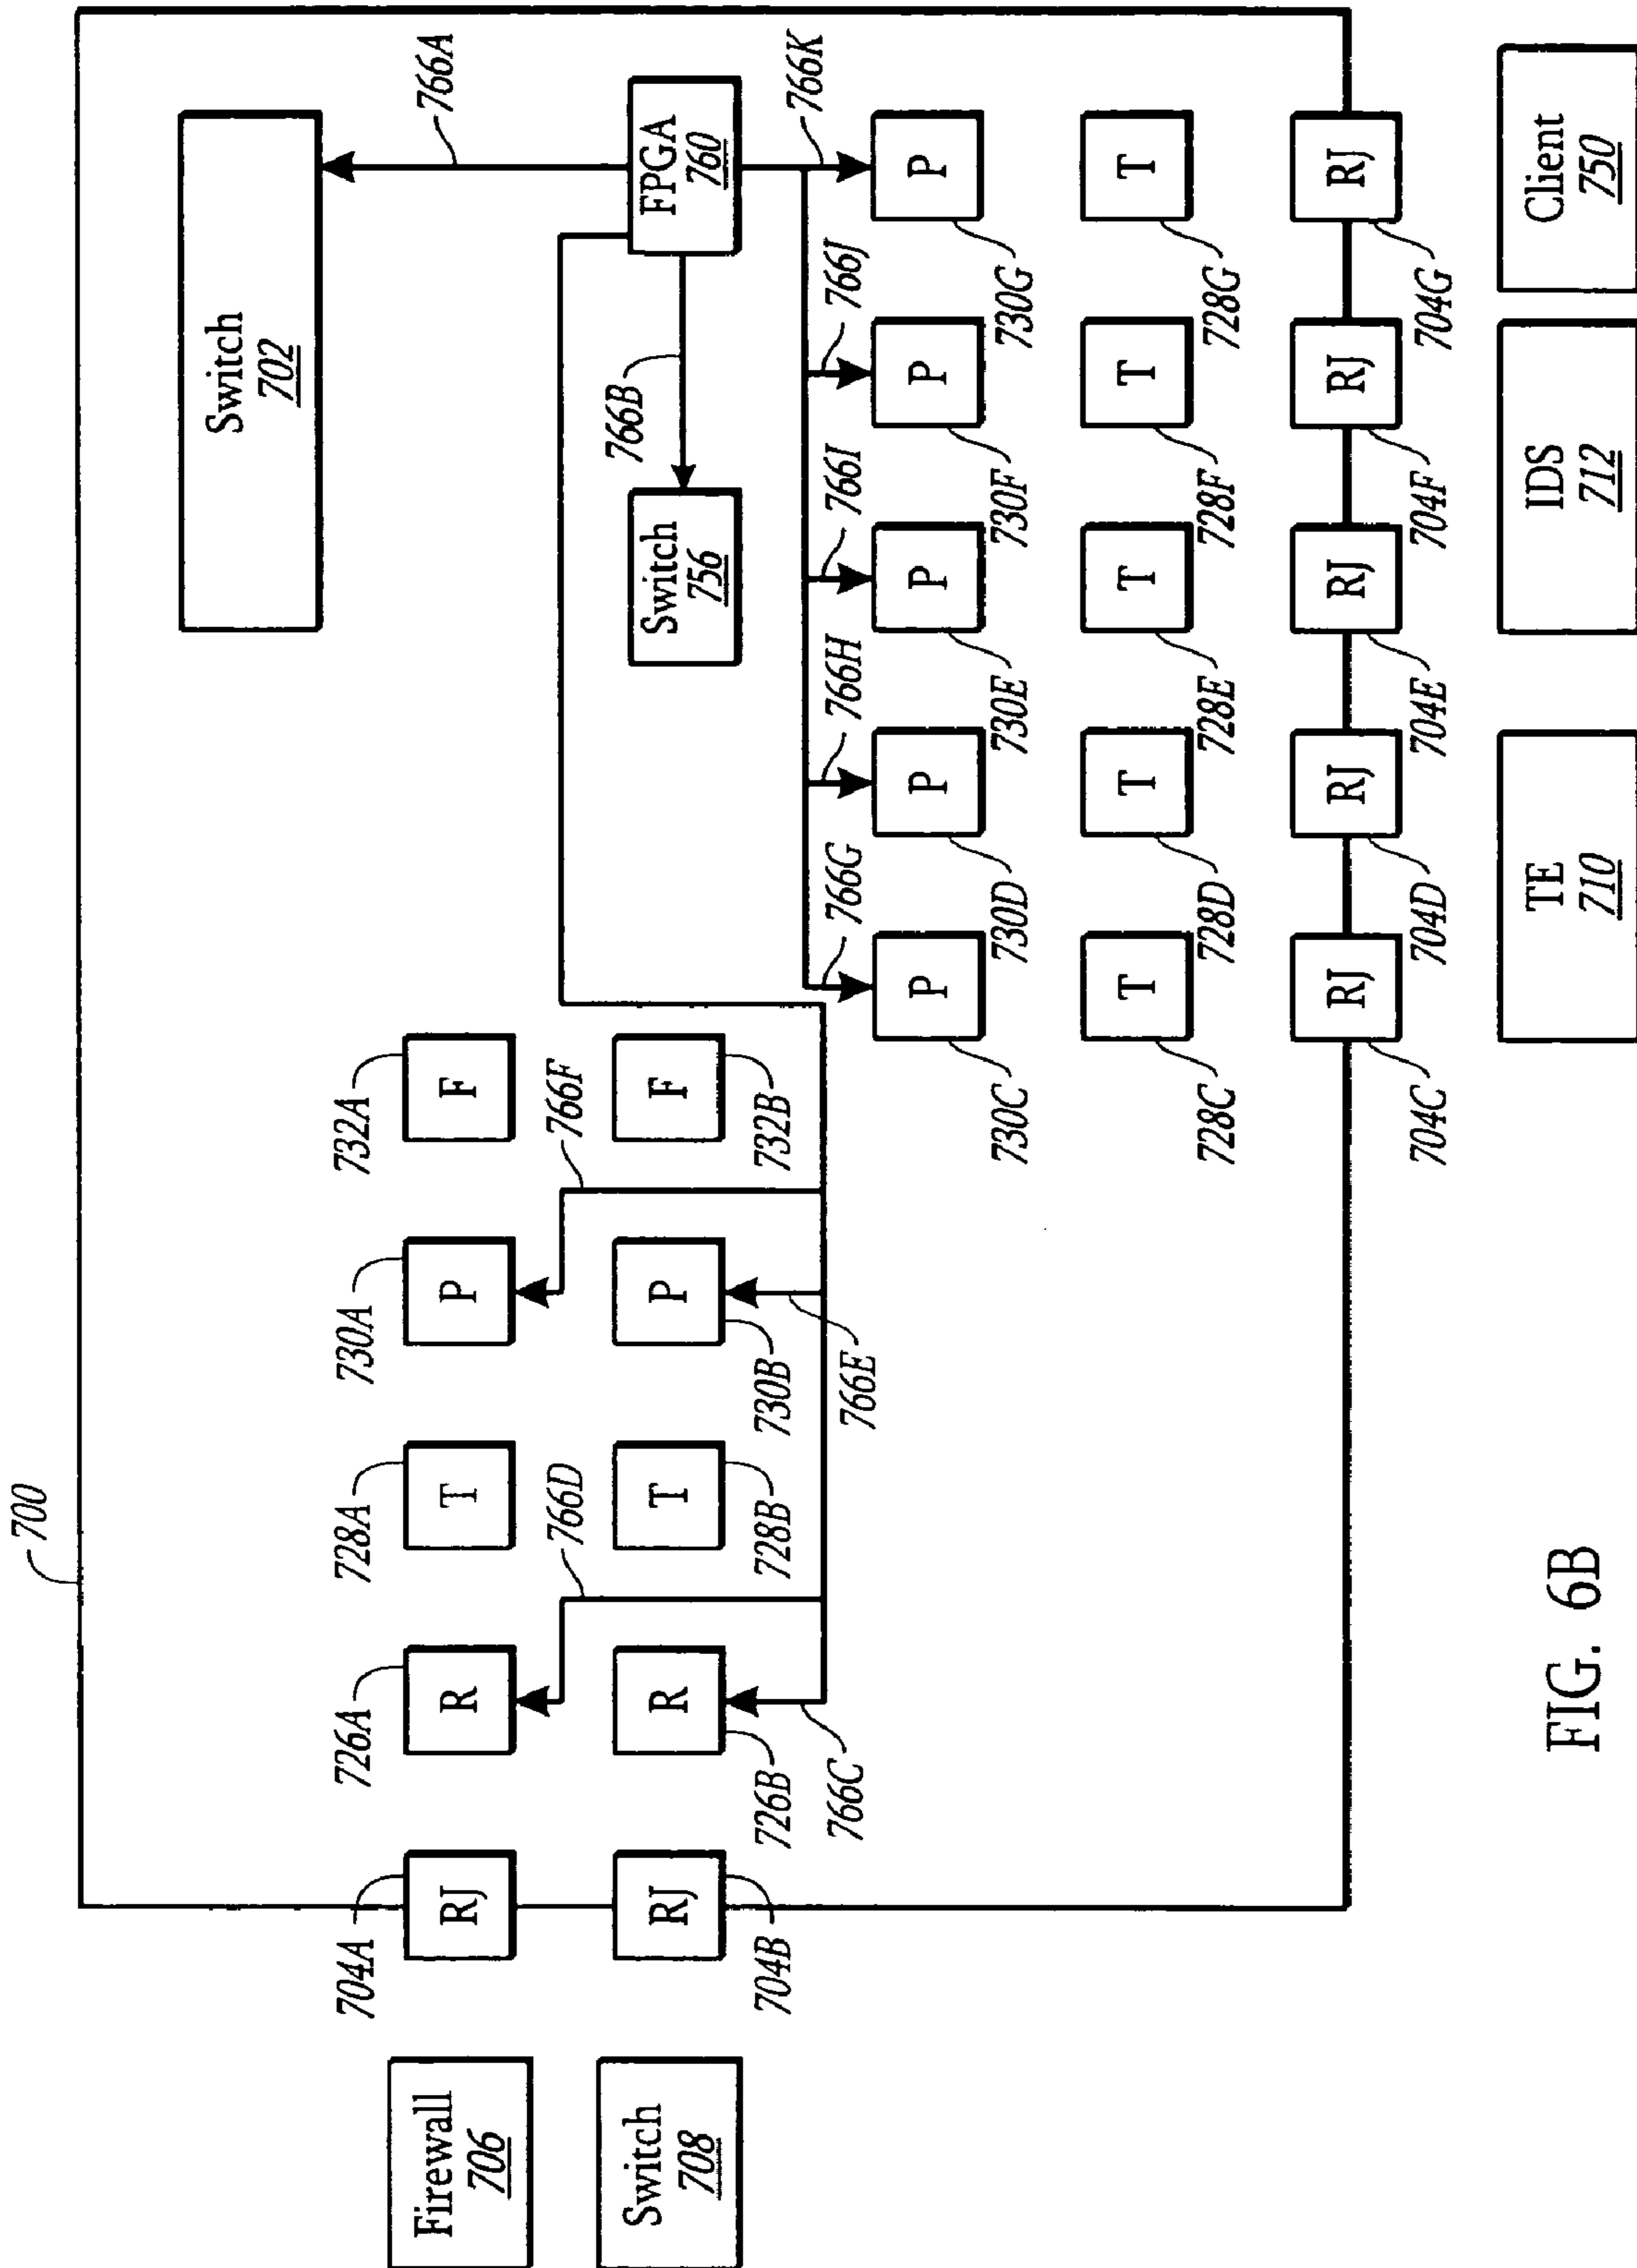 700
Switch
702
766A
732A
F
766F
730A
P
728A
T
766D
726A
R
704A
RJ
Firewall
706
FPGA
760
766B
Switch
756
F
732B
P
730B
766E
T
728B
R
726B
766C
RJ
704B
Switch
708
766K
766J
766I
766H
766G
P
P
P
P
P
730G
730F
730E
730D
730C
T
T
T
T
T
728G
728F
728E
728D
728C
RJ
RJ
RJ
RJ
RJ
704G
704F
704E
704D
704C
Client
750
IDS
712
TE
710
FIG. 6B